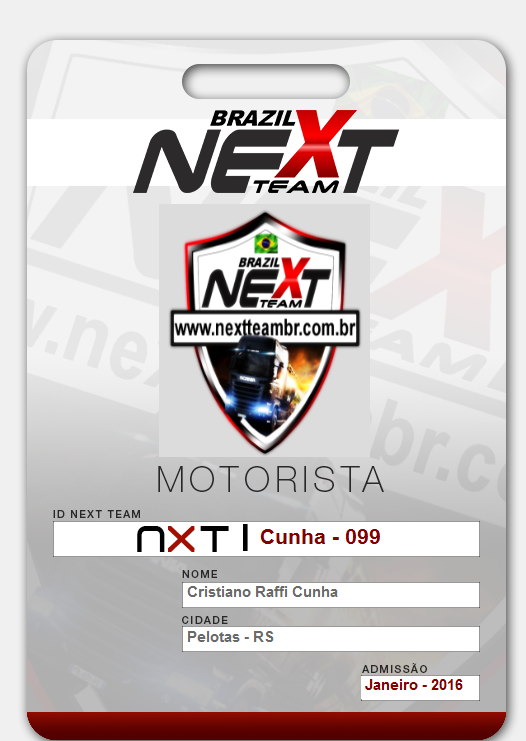 BRAZIL
NEXT
TEAM
BRAZIL
NEXT
TEAM
www.nextteambr.com.br
SCANIA
MOTORISTA
ID NEXT TEAM
NXT | Cunha - 099
NOME
Cristiano Raffi Cunha
CIDADE
Pelotas - RS
ADMISSÃO
Janeiro - 2016